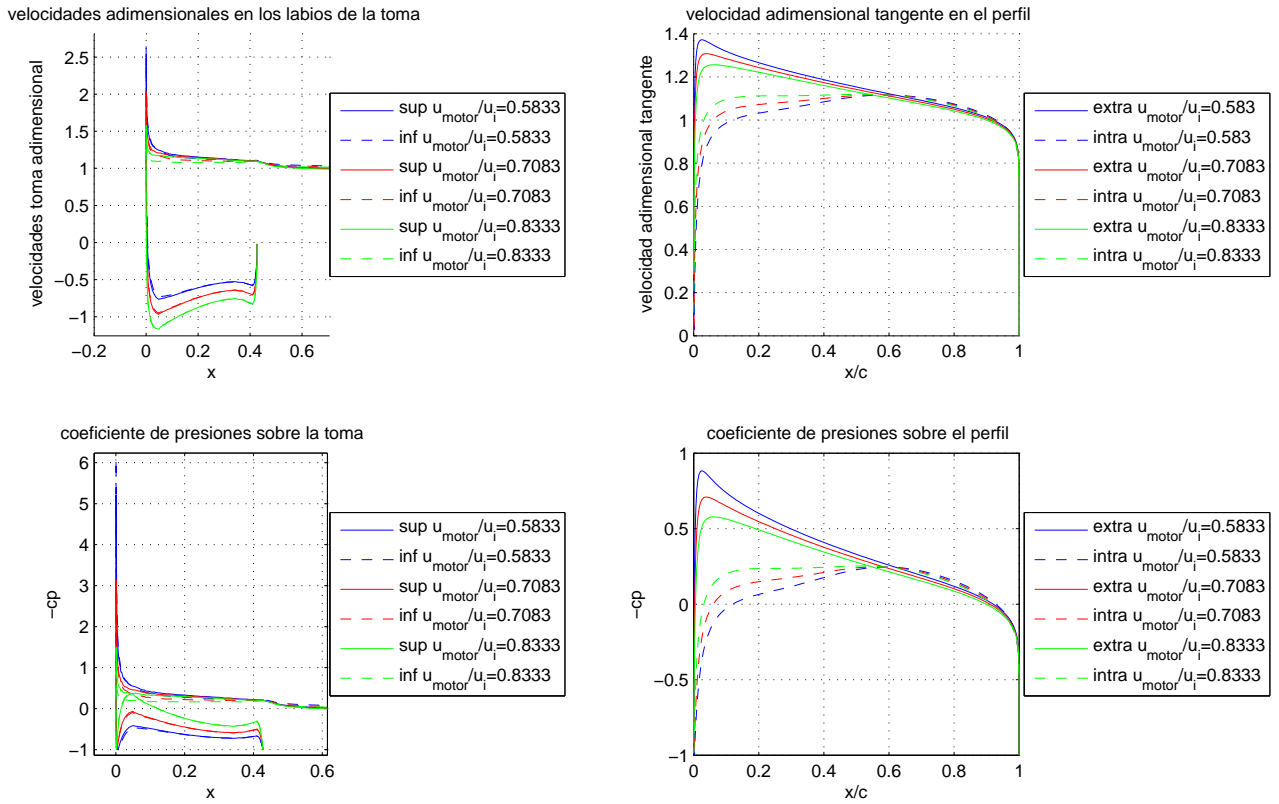 velocidades adimensionales en los labios de la toma
velocidades toma adimensional
2.5
2
1.5
1
0.5
0
−0.5
−1
−0.2
0
0.2
0.4
0.6
x
sup u_motor/u_i=0.5833
inf u_motor/u_i=0.5833
sup u_motor/u_i=0.7083
inf u_motor/u_i=0.7083
sup u_motor/u_i=0.8333
inf u_motor/u_i=0.8333
velocidad adimensional tangente en el perfil
velocidad adimensional tangente
1.4
1.2
1
0.8
0.6
0.4
0.2
0
0
0.2
0.4
0.6
0.8
1
x/c
extra u_motor/u_i=0.583
intra u_motor/u_i=0.583
extra u_motor/u_i=0.7083
intra u_motor/u_i=0.7083
extra u_motor/u_i=0.8333
intra u_motor/u_i=0.8333
coeficiente de presiones sobre la toma
−cp
6
5
4
3
2
1
0
−1
0
0.2
0.4
0.6
x
sup u_motor/u_i=0.5833
inf u_motor/u_i=0.5833
sup u_motor/u_i=0.7083
inf u_motor/u_i=0.7083
sup u_motor/u_i=0.8333
inf u_motor/u_i=0.8333
coeficiente de presiones sobre el perfil
−cp
1
0.5
0
−0.5
−1
0
0.2
0.4
0.6
0.8
1
x/c
extra u_motor/u_i=0.5833
intra u_motor/u_i=0.5833
extra u_motor/u_i=0.7083
intra u_motor/u_i=0.7083
extra u_motor/u_i=0.8333
intra u_motor/u_i=0.8333